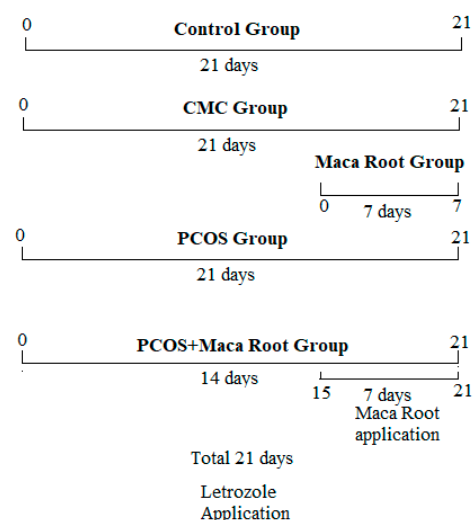 0 Control Group 21
21 days
0 CMC Group 21
21 days
Maca Root Group
0 7 days 7
0 PCOS Group 21
21 days
0 PCOS+Maca Root Group 21
14 days 15 7 days 21
Maca Root
application
Total 21 days
Letrozole
Application